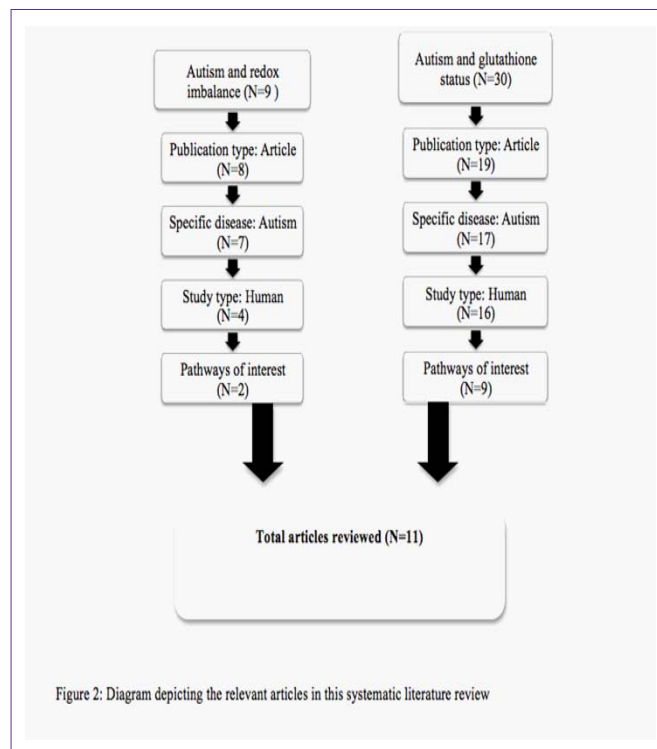 Autism and redox
imbalance (N=9 )
Publication type: Article
(N=8)
Specific disease: Autism
(N=7)
Study type: Human
(N=4)
Pathways of interest
(N=2)
Autism and glutathione
status (N=30)
Publication type: Article
(N=19)
Specific disease: Autism
(N=17)
Study type: Human
(N=16)
Pathways of interest
(N=9)
Total articles reviewed (N=11)
Figure 2: Diagram depicting the relevant articles in this systematic literature review